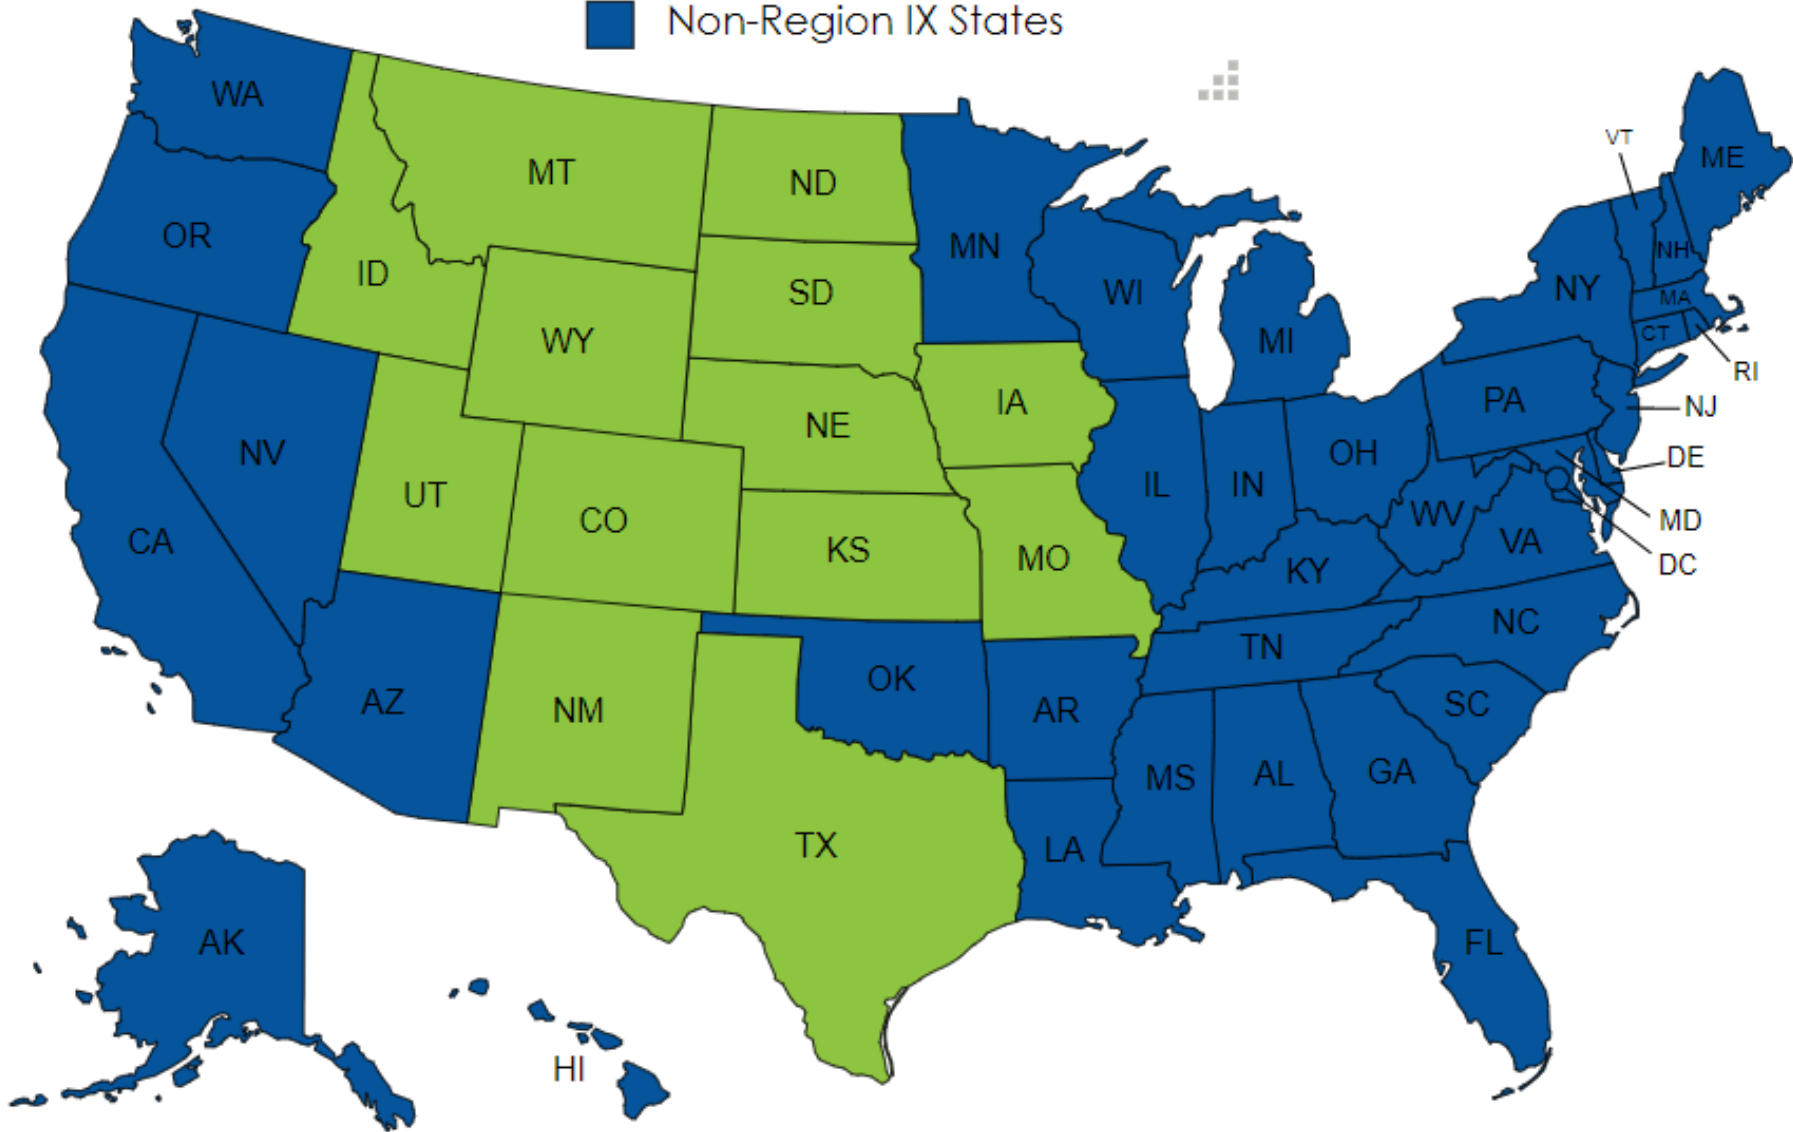 Non-Region IX States
WA
MT
ND
VT
ME
OR
ID
SD
MN
WI
NH
NY
MA
WY
MI
CT
RI
NE
IA
PA
NJ
NV
UT
CO
KS
MO
IL
IN
OH
WV
DE
MD
DC
CA
KY
VA
NC
TN
AZ
NM
OK
AR
SC
MS
AL
GA
TX
LA
AK
FL
HI